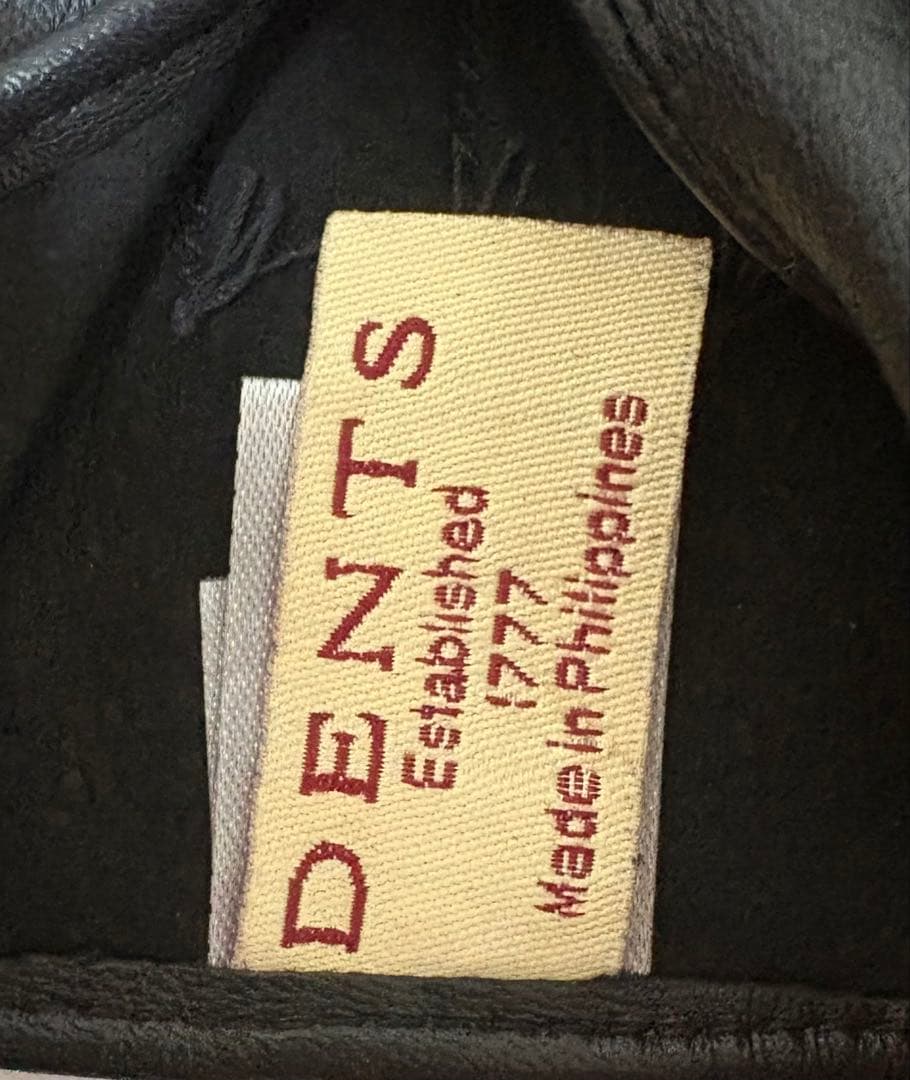 DENTS
Established
1777
Made in Philippines